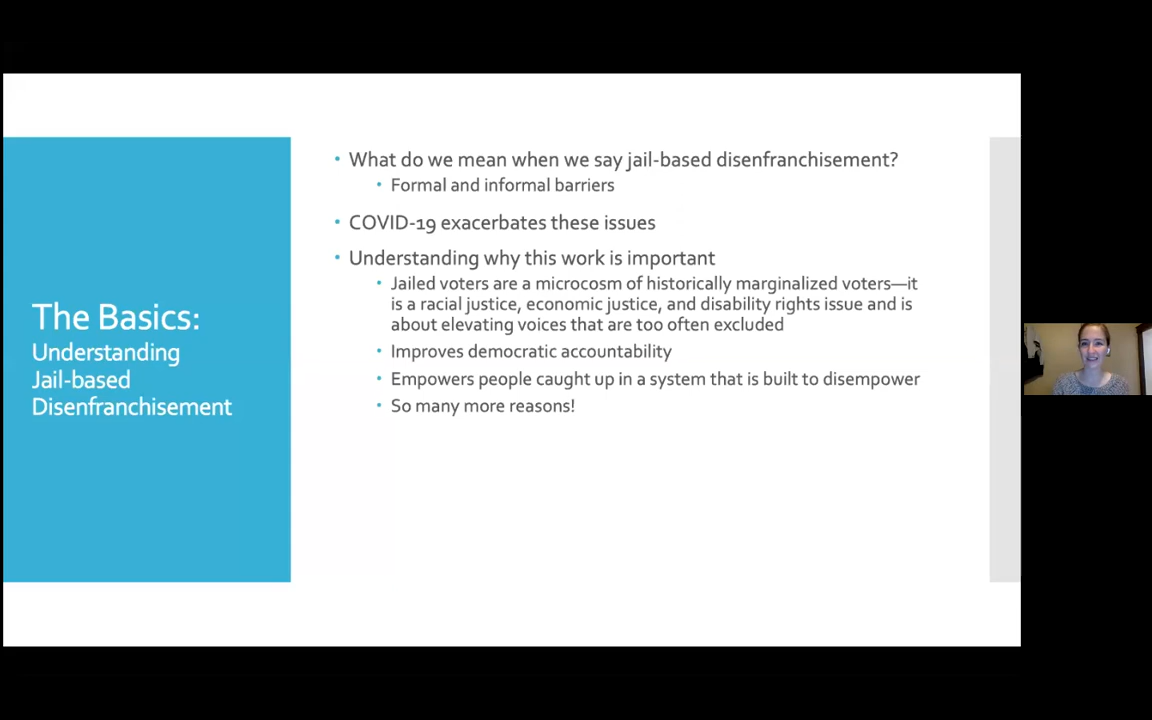 The Basics:
Understanding
Jail-based
Disenfranchisement
What do we mean when we say jail-based disenfranchisement?
Formal and informal barriers
COVID-19 exacerbates these issues
Understanding why this work is important
Jailed voters are a microcosm of historically marginalized voters—it
is a racial justice, economic justice, and disability rights issue and is
about elevating voices that are too often excluded
Improves democratic accountability
Empowers people caught up in a system that is built to disempower
So many more reasons!